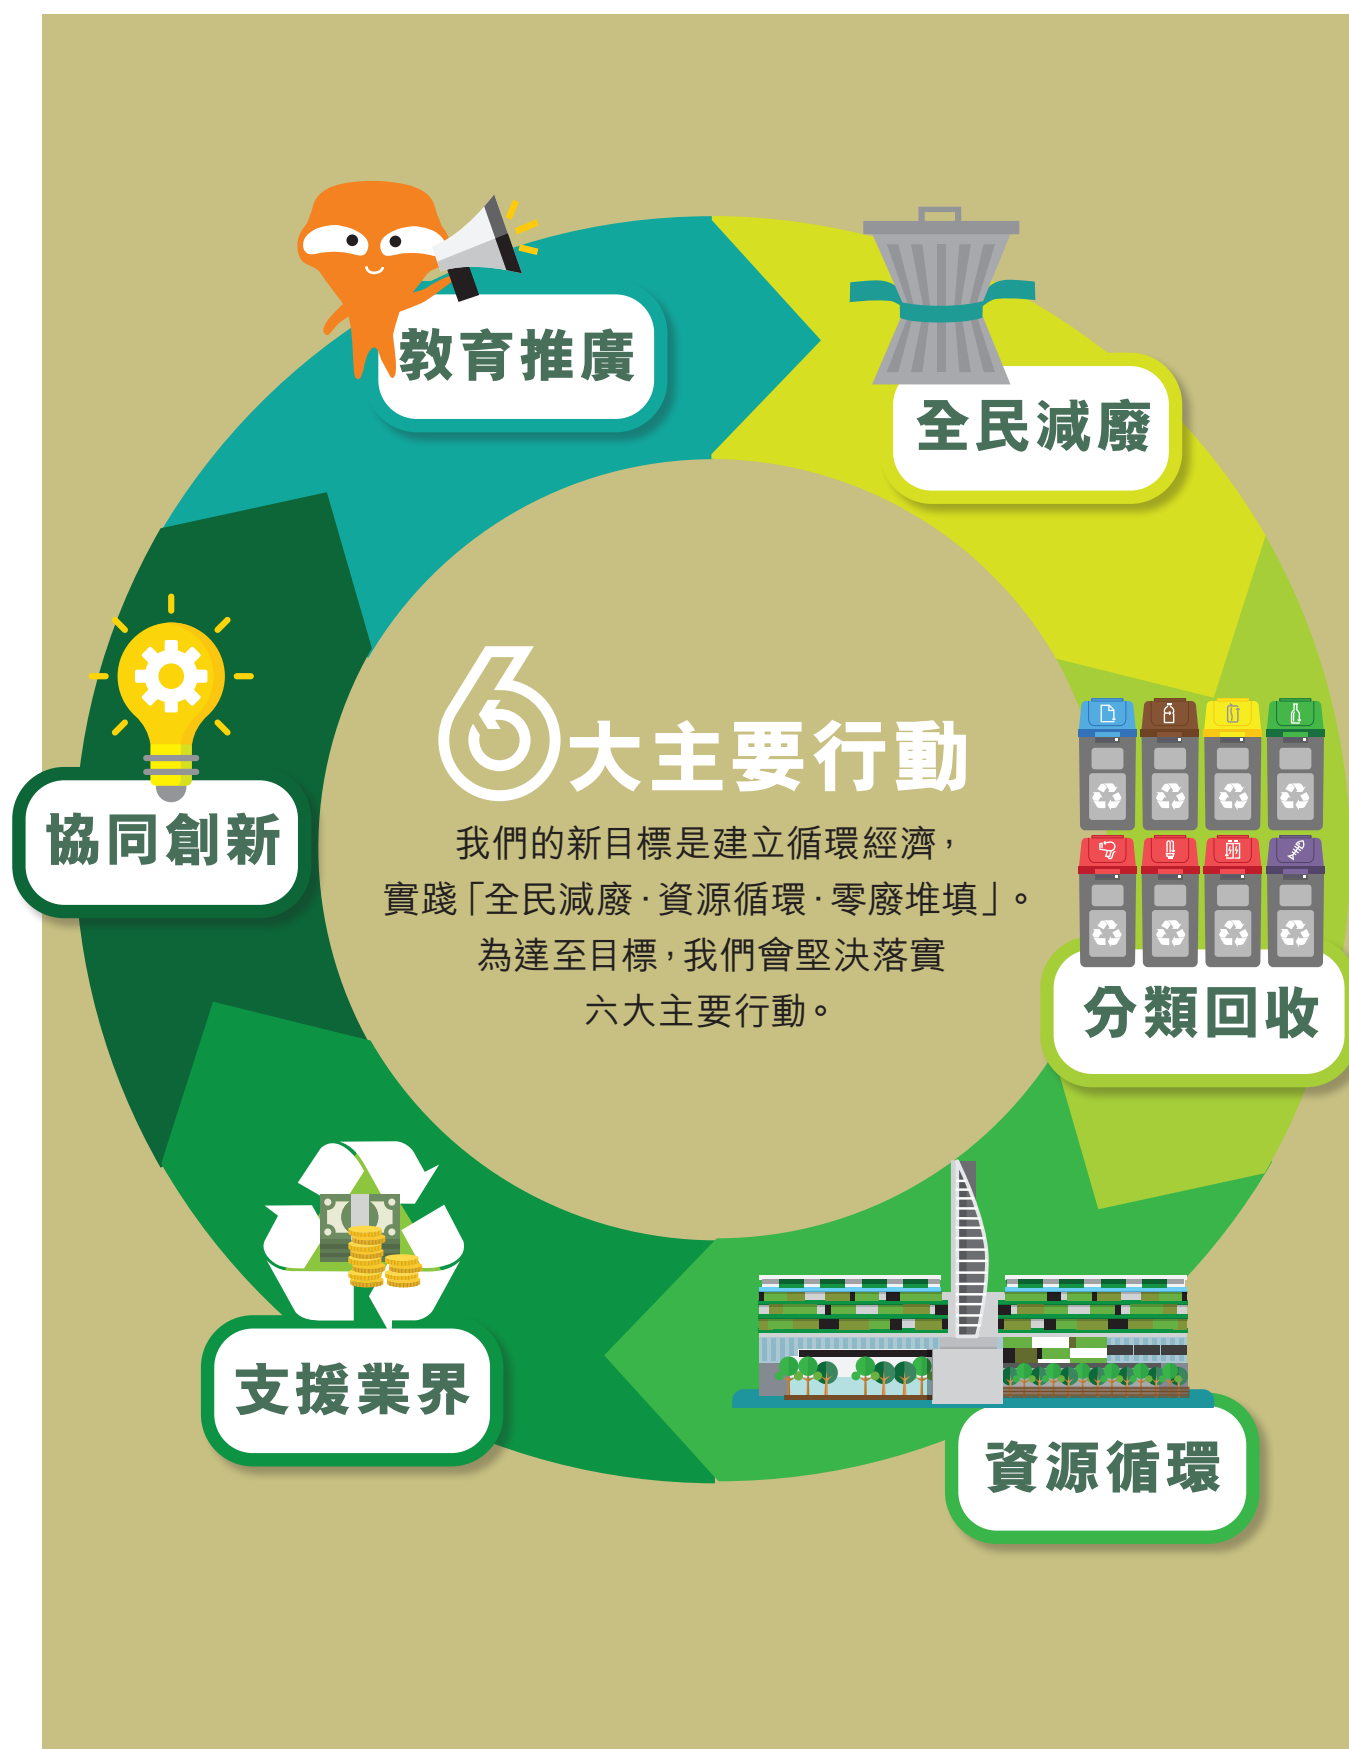 教育推廣
全民減廢
協同創新
6大主要行動
我們的新目標是建立循環經濟，
實踐「全民減廢．資源循環．零廢堆填」。
為達至目標，我們會堅決落實
六大主要行動。
分類回收
支援業界
資源循環